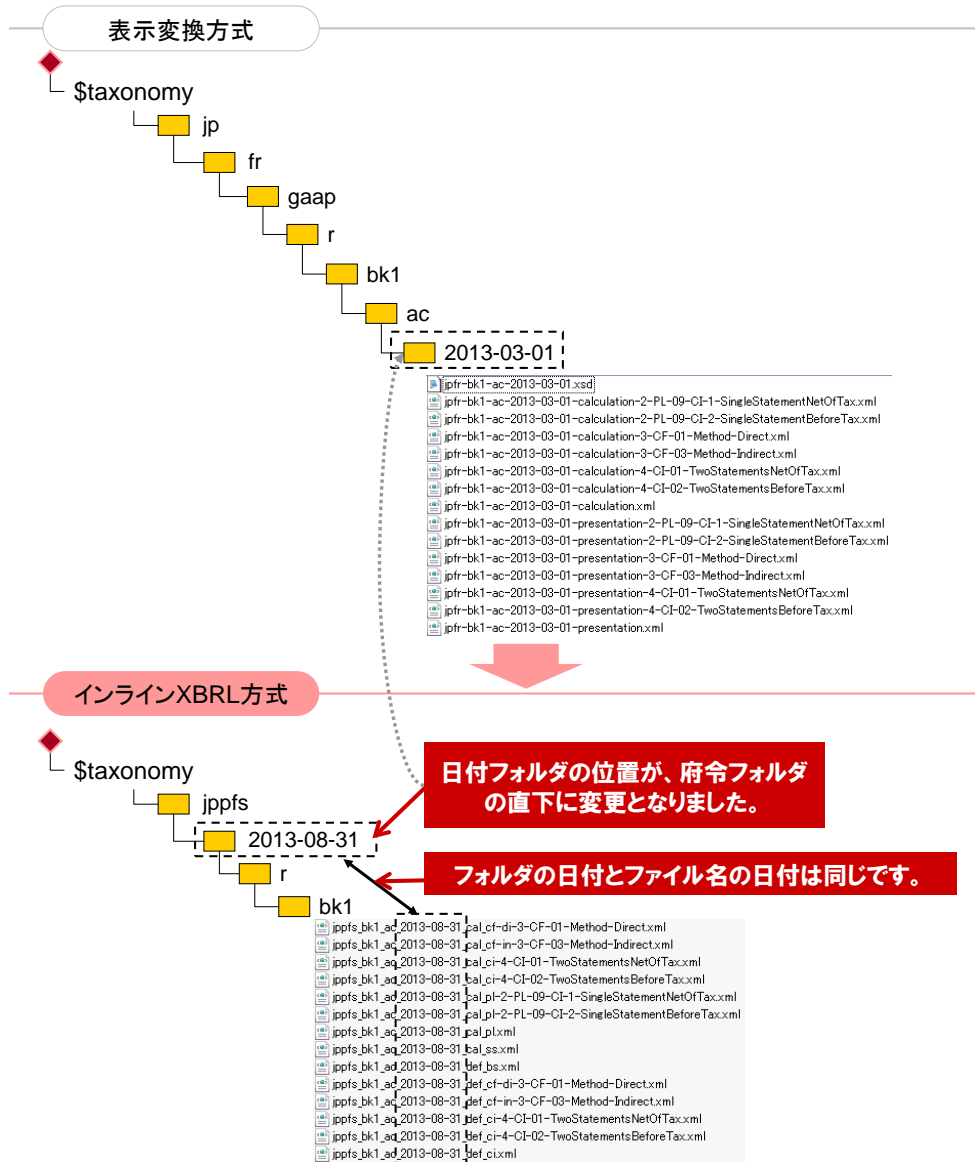 表示変換方式
$taxonomy
jp
fr
gaap
r
bk1
ac
2013-03-01
jpfr-bk1-ac-2013-03-01.xsd
jpfr-bk1-ac-2013-03-01-calculation-2-PL-09-CI-1-SingleStatementNetOfTax.xml
jpfr-bk1-ac-2013-03-01-calculation-2-PL-09-CI-2-SingleStatementBeforeTax.xml
jpfr-bk1-ac-2013-03-01-calculation-3-CF-01-Method-Direct.xml
jpfr-bk1-ac-2013-03-01-calculation-3-CF-03-Method-Indirect.xml
jpfr-bk1-ac-2013-03-01-calculation-4-CI-01-TwoStatementsNetOfTax.xml
jpfr-bk1-ac-2013-03-01-calculation-4-CI-02-TwoStatementsBeforeTax.xml
jpfr-bk1-ac-2013-03-01-calculation.xml
jpfr-bk1-ac-2013-03-01-presentation-2-PL-09-CI-1-SingleStatementNetOfTax.xml
jpfr-bk1-ac-2013-03-01-presentation-2-PL-09-CI-2-SingleStatementBeforeTax.xml
jpfr-bk1-ac-2013-03-01-presentation-3-CF-01-Method-Direct.xml
jpfr-bk1-ac-2013-03-01-presentation-3-CF-03-Method-Indirect.xml
jpfr-bk1-ac-2013-03-01-presentation-4-CI-01-TwoStatementsNetOfTax.xml
jpfr-bk1-ac-2013-03-01-presentation-4-CI-02-TwoStatementsBeforeTax.xml
jpfr-bk1-ac-2013-03-01-presentation.xml
インラインXBRL方式
$taxonomy
日付フォルダの位置が、府令フォルダ
の直下に変更となりました。
jppfs
2013-08-31
フォルダの日付とファイル名の日付は同じです。
r
bk1
jppfs_bk1_ac_2013-08-31_cal_cf-di-3-CF-01-Method-Direct.xml
jppfs_bk1_ac_2013-08-31_cal_cf-in-3-CF-03-Method-Indirect.xml
jppfs_bk1_ac_2013-08-31_cal_ci-4-CI-01-TwoStatementsNetOfTax.xml
jppfs_bk1_ac_2013-08-31_cal_ci-4-CI-02-TwoStatementsBeforeTax.xml
jppfs_bk1_ac_2013-08-31_cal_pl-2-PL-09-CI-1-SingleStatementNetOfTax.xml
jppfs_bk1_ac_2013-08-31_cal_pl-2-PL-09-CI-2-SingleStatementBeforeTax.xml
jppfs_bk1_ac_2013-08-31_cal_pl.xml
jppfs_bk1_ac_2013-08-31_cal_ss.xml
jppfs_bk1_ac_2013-08-31_def_bs.xml
jppfs_bk1_ac_2013-08-31_def_cf-di-3-CF-01-Method-Direct.xml
jppfs_bk1_ac_2013-08-31_def_cf-in-3-CF-03-Method-Indirect.xml
jppfs_bk1_ac_2013-08-31_def_ci-4-CI-01-TwoStatementsNetOfTax.xml
jppfs_bk1_ac_2013-08-31_def_ci-4-CI-02-TwoStatementsBeforeTax.xml
jppfs_bk1_ac_2013-08-31_def_ci.xml